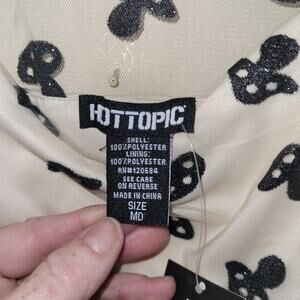 HOTTOPIC
SHELL:
100%POLYESTER
LINING:
100%POLYESTER
RN#120684
SEE CARE
ON REVERSE
MADE IN CHINA
SIZE
MD